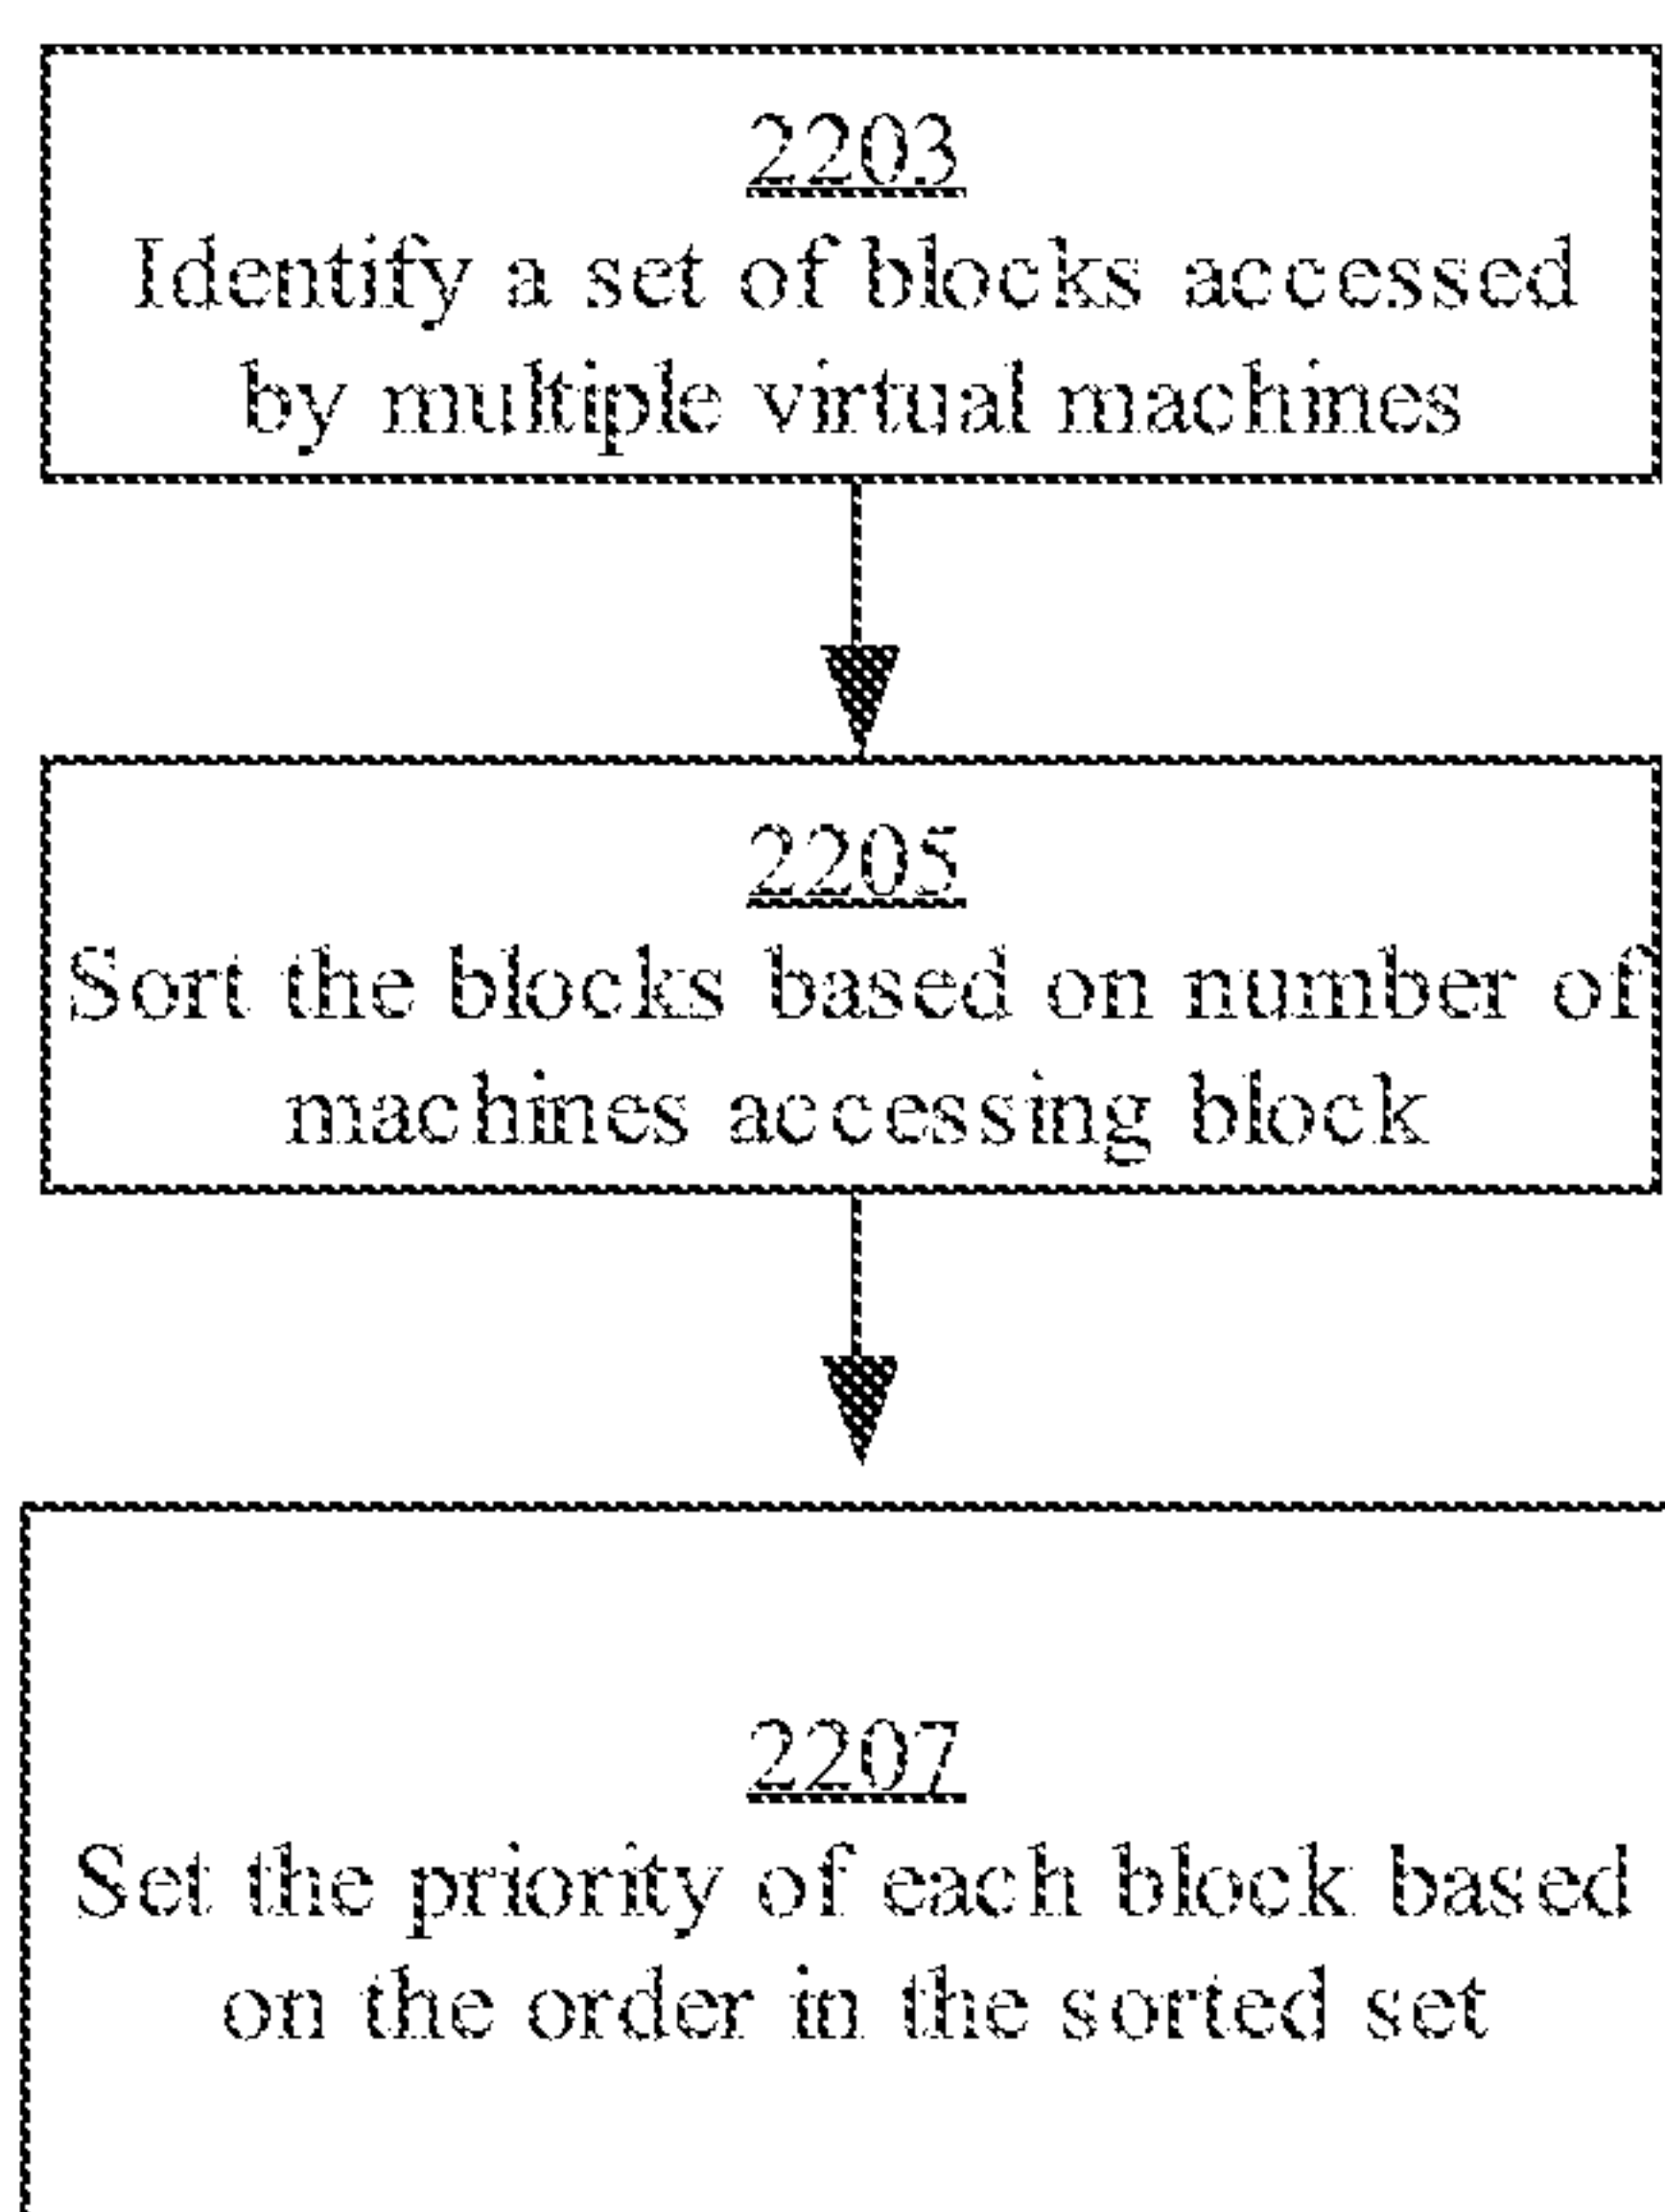 2203
Identify a set of blocks accessed
by multiple virtual machines
2205
Sort the blocks based on number of
machines accessing block
2207
Set the priority of each block based
on the order in the sorted set